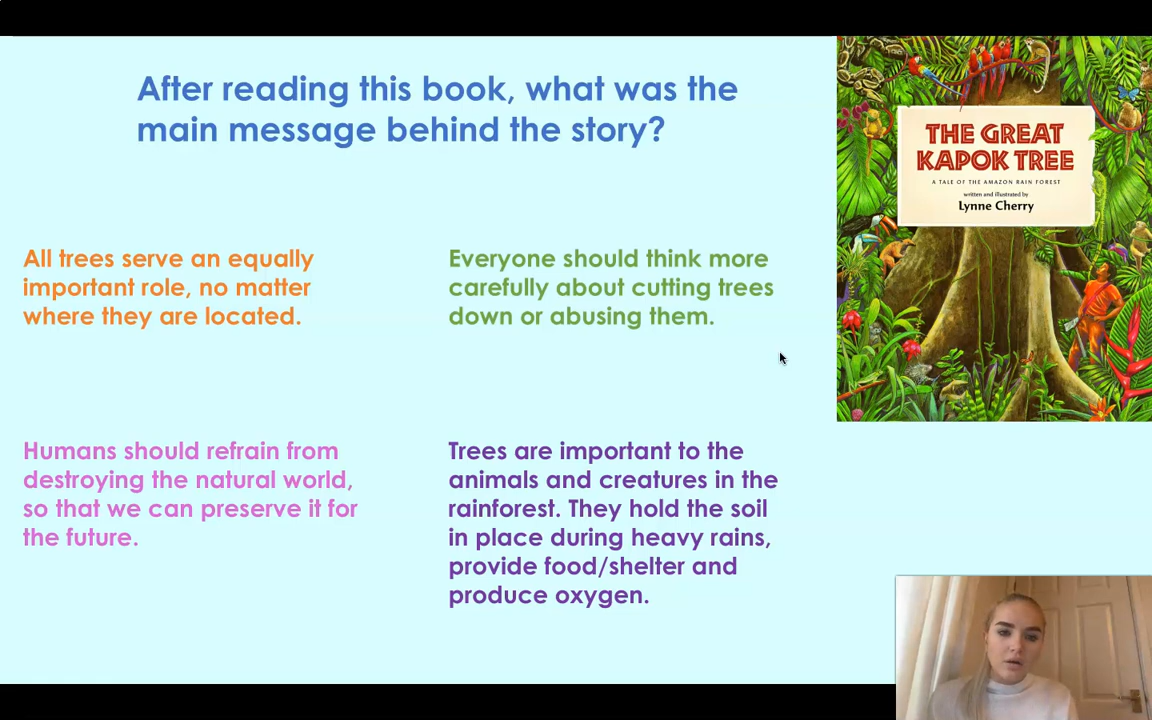 After reading this book, what was the
main message behind the story?
THE GREAT
KAPOK TREE
A TALE OF THE AMAZON RAIN FOREST
written and illustrated by
Lynne Cherry
All trees serve an equally
important role, no matter
where they are located.
Everyone should think more
carefully about cutting trees
down or abusing them.
Humans should refrain from
destroying the natural world,
so that we can preserve it for
the future.
Trees are important to the
animals and creatures in the
rainforest. They hold the soil
in place during heavy rains,
provide food/shelter and
produce oxygen.